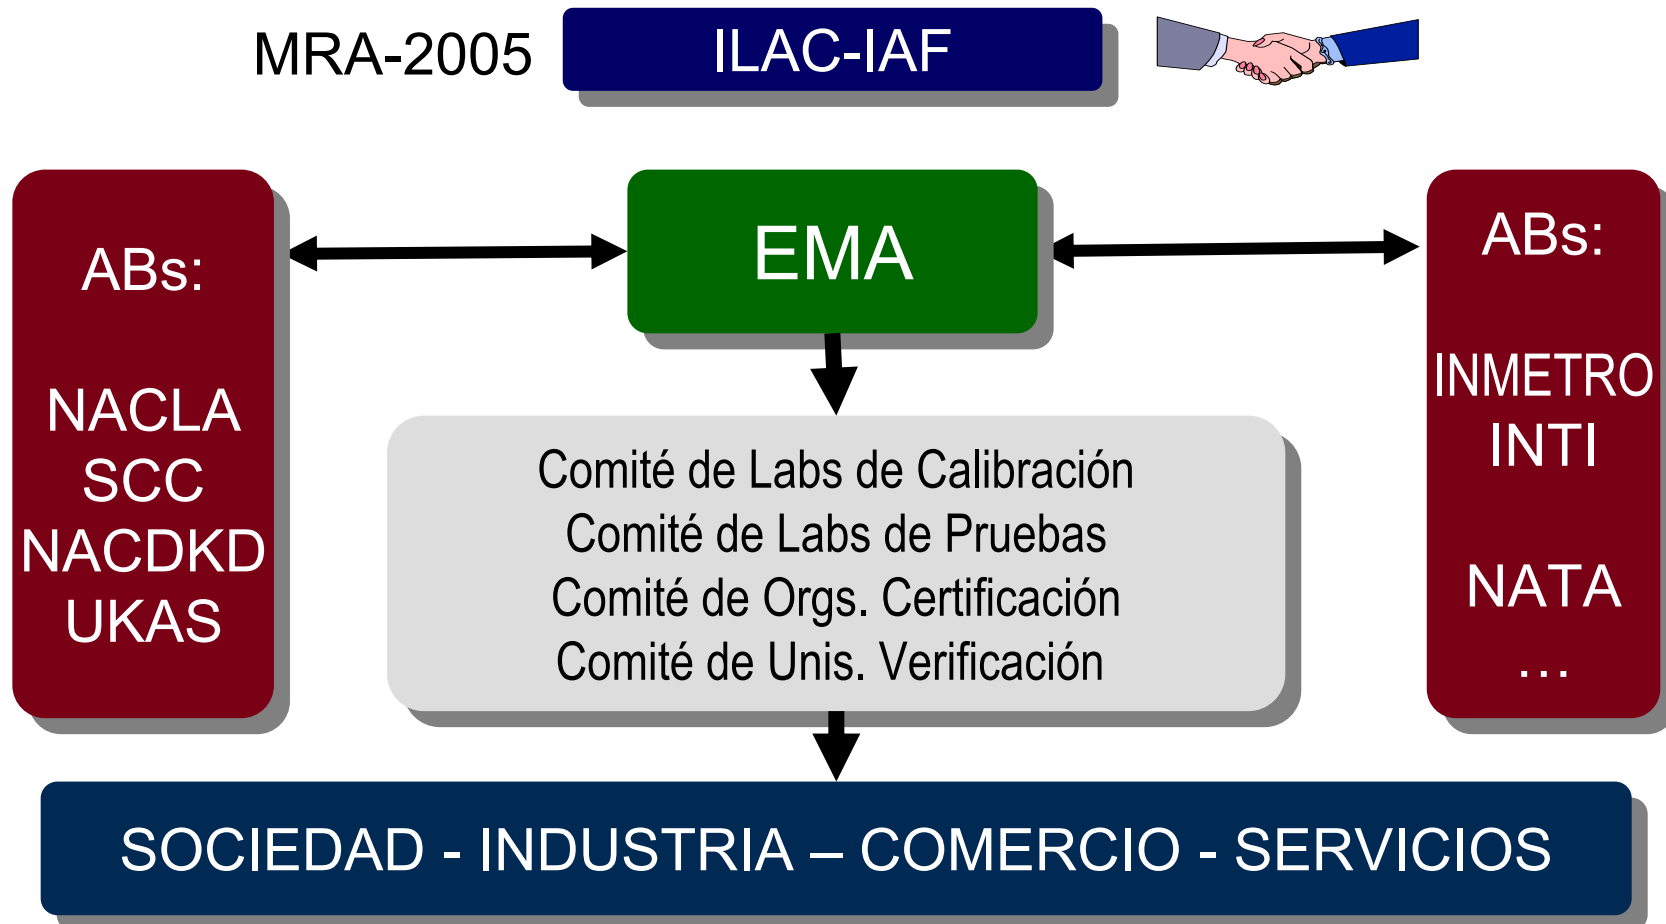 MRA-2005
ILAC-IAF
ABs:
NACLA
SCC
NACDKD
UKAS
EMA
ABs:
INMETRO
INTI
NATA
...
Comité de Labs de Calibración
Comité de Labs de Pruebas
Comité de Orgs. Certificación
Comité de Unis. Verificación
SOCIEDAD - INDUSTRIA – COMERCIO - SERVICIOS